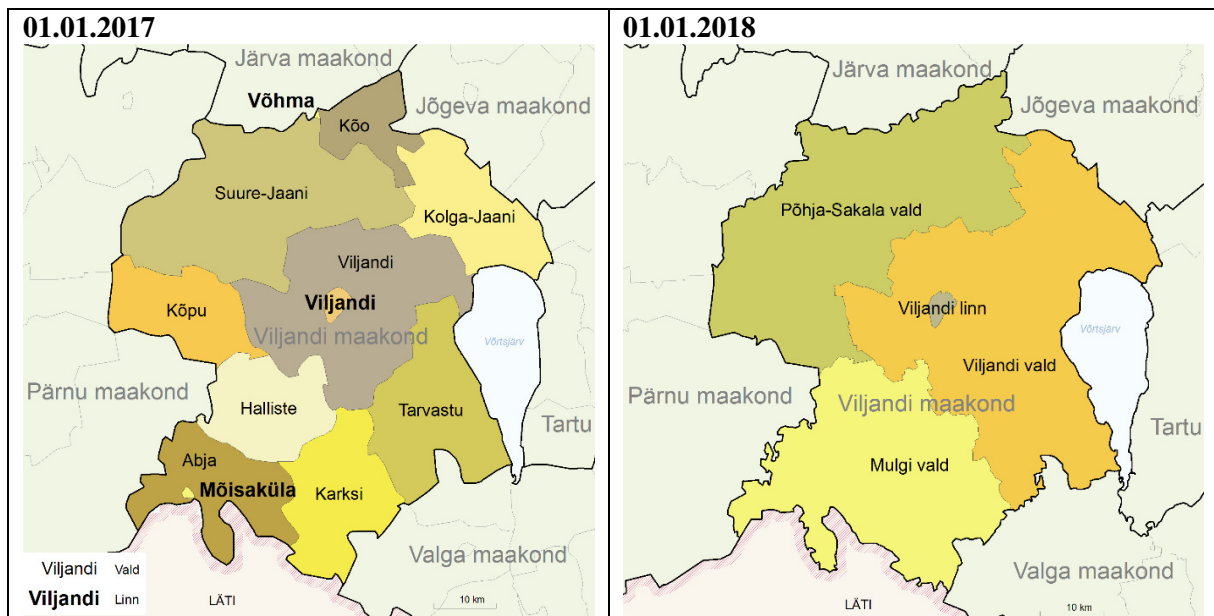 01.01.2017
Järva maakond
Võhma
Jõgeva maakond
Kõo
Suure-Jaani
Kolga-Jaani
Viljandi
Kõpu
Viljandi
Viljandi maakond
Võrtsjärv
Pärnu maakond
Halliste
Tarvastu
Tartu
Abja
Mõisaküla
Karksi
Valga maakond
Viljandi Vald
Viljandi Linn
LÄTI
10 km
01.01.2018
Järva maakond
Jõgeva maakond
Põhja-Sakala vald
Viljandi linn
Võrtsjärv
Viljandi vald
Pärnu maakond
Viljandi maakond
Tartu
Mulgi vald
Valga maakond
LÄTI
10 km